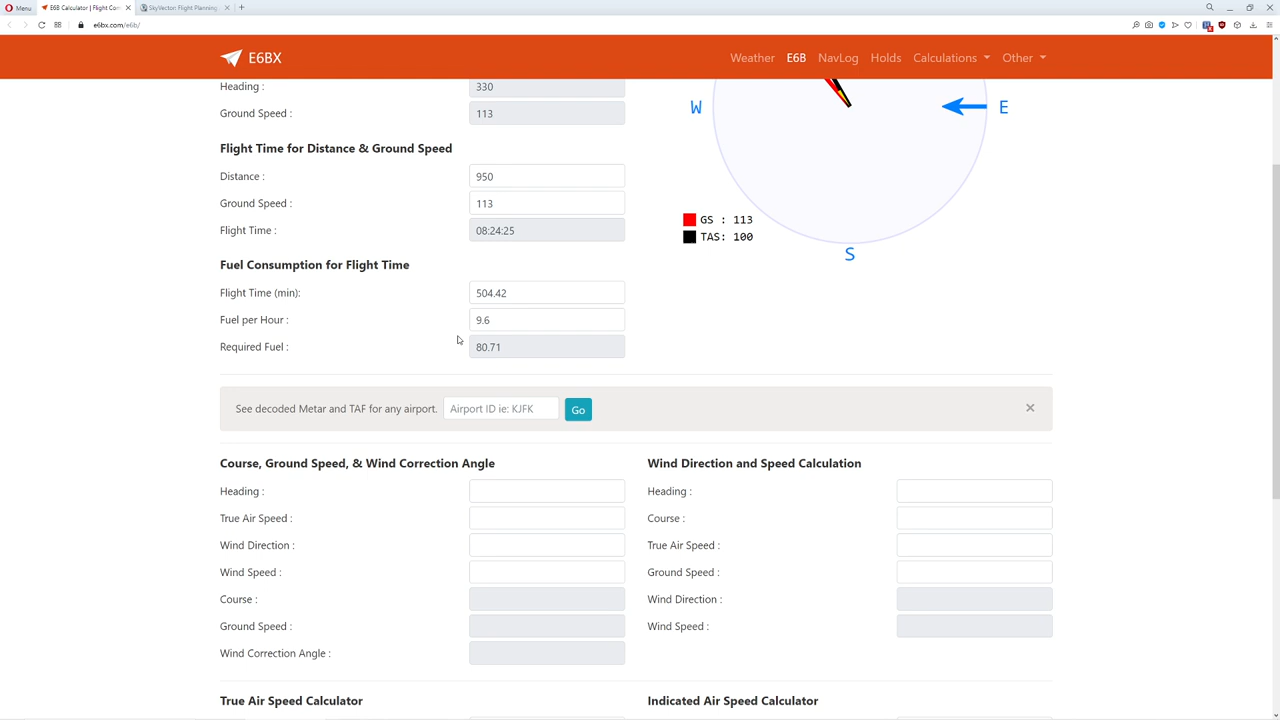 Menu
E6B Calculator | Flight Con
SkyVector: Flight Planning
e6bx.com/e6b/
E6BX
Weather E6B NavLog Holds Calculations Other
Heading : 330
Ground Speed : 113
W E
Flight Time for Distance & Ground Speed
Distance : 950
Ground Speed : 113
GS : 113
Flight Time : 08:24:25
TAS: 100
S
Fuel Consumption for Flight Time
Flight Time (min): 504.42
Fuel per Hour : 9.6
Required Fuel : 80.71
See decoded Metar and TAF for any airport. Airport ID ie: KJFK Go
Course, Ground Speed, & Wind Correction Angle
Heading :
True Air Speed :
Wind Direction :
Wind Speed :
Course :
Ground Speed :
Wind Correction Angle :
Wind Direction and Speed Calculation
Heading :
Course :
True Air Speed :
Ground Speed :
Wind Direction :
Wind Speed :
True Air Speed Calculator
Indicated Air Speed Calculator